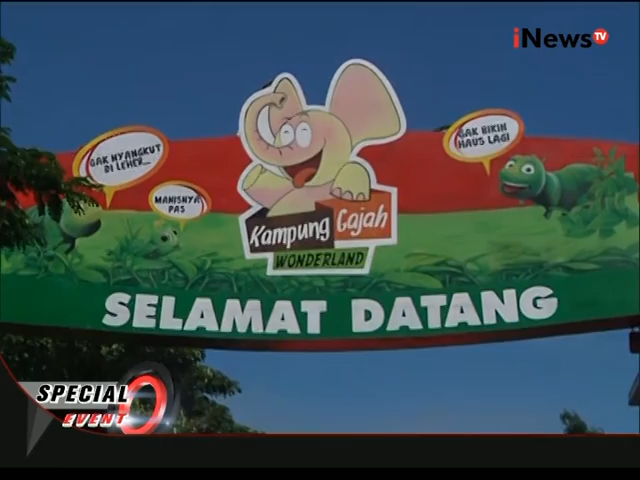 iNews TV
GAK NYANGKUT
DI LEHER...
MANISNYA
PAS
GAK BIKIN
HAUS LAGI
Kampung Gajah
WONDERLAND
SELAMAT DATANG
SPECIAL
EVENT